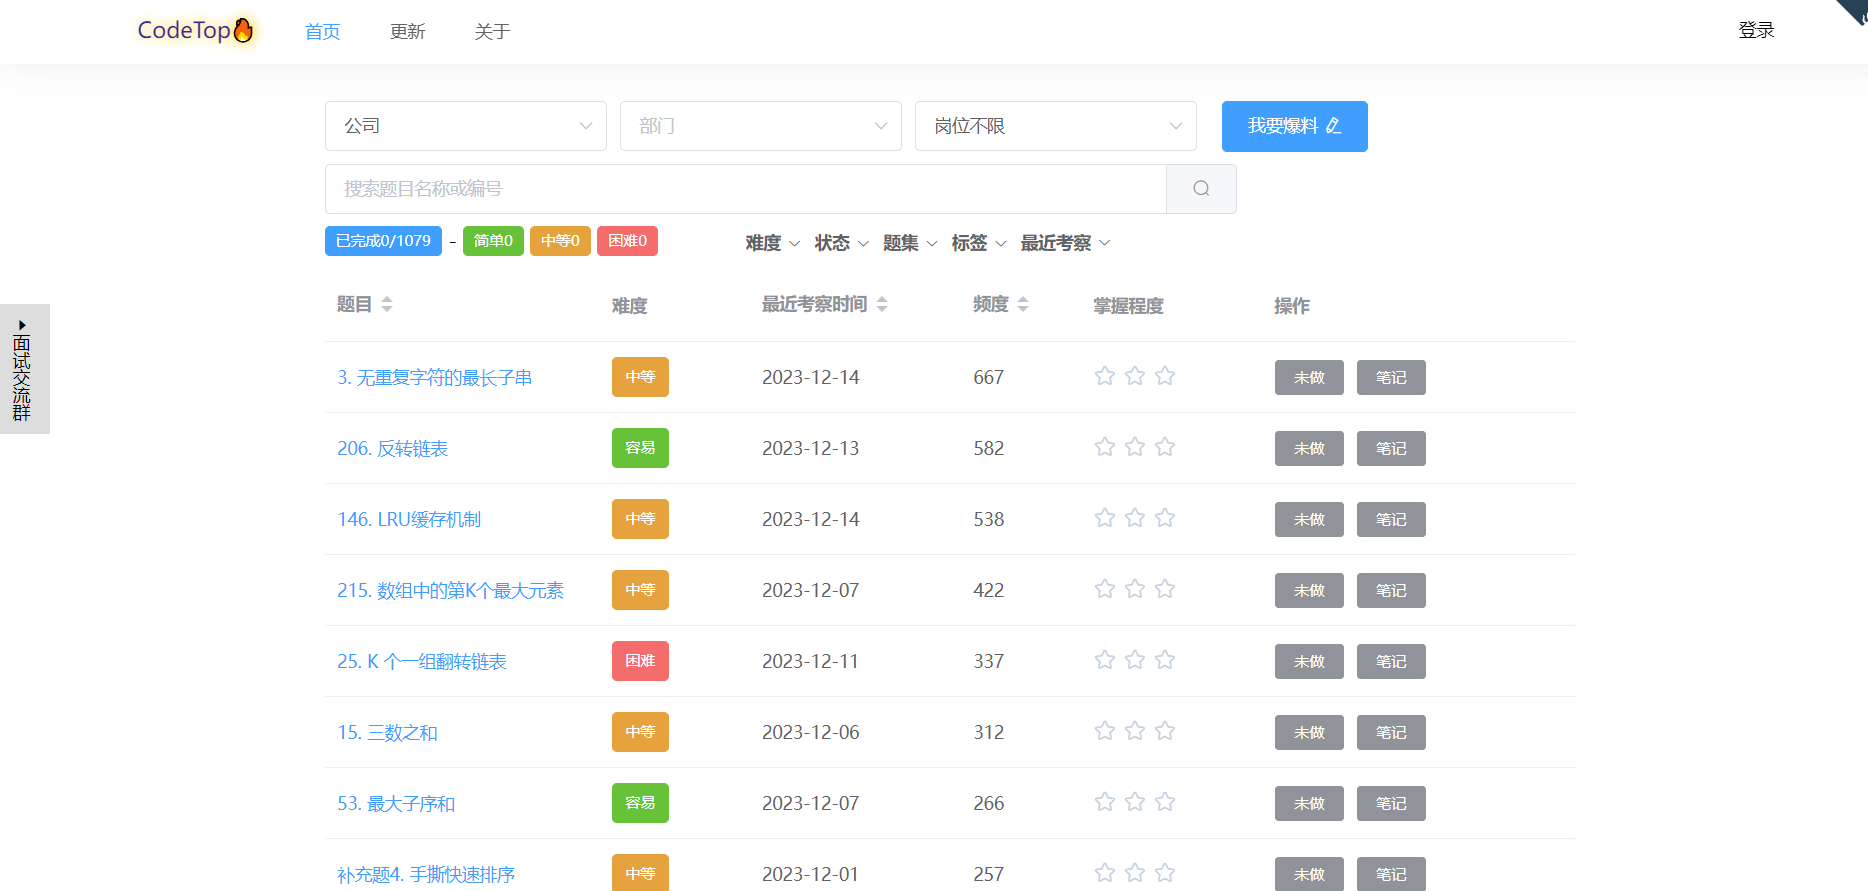 CodeTop 首页 更新 关于 登录
公司 部门 岗位不限 我要爆料
搜索题目名称或编号
已完成0/1079 - 简单0 中等0 困难0 难度 状态 题集 标签 最近考察
题目 难度 最近考察时间 频度 掌握程度 操作
面试交流群
3. 无重复字符的最长子串 中等 2023-12-14 667 未做 笔记
206. 反转链表 容易 2023-12-13 582 未做 笔记
146. LRU缓存机制 中等 2023-12-14 538 未做 笔记
215. 数组中的第K个最大元素 中等 2023-12-07 422 未做 笔记
25. K 个一组翻转链表 困难 2023-12-11 337 未做 笔记
15. 三数之和 中等 2023-12-06 312 未做 笔记
53. 最大子序和 容易 2023-12-07 266 未做 笔记
补充题4. 手撕快速排序 中等 2023-12-01 257 未做 笔记